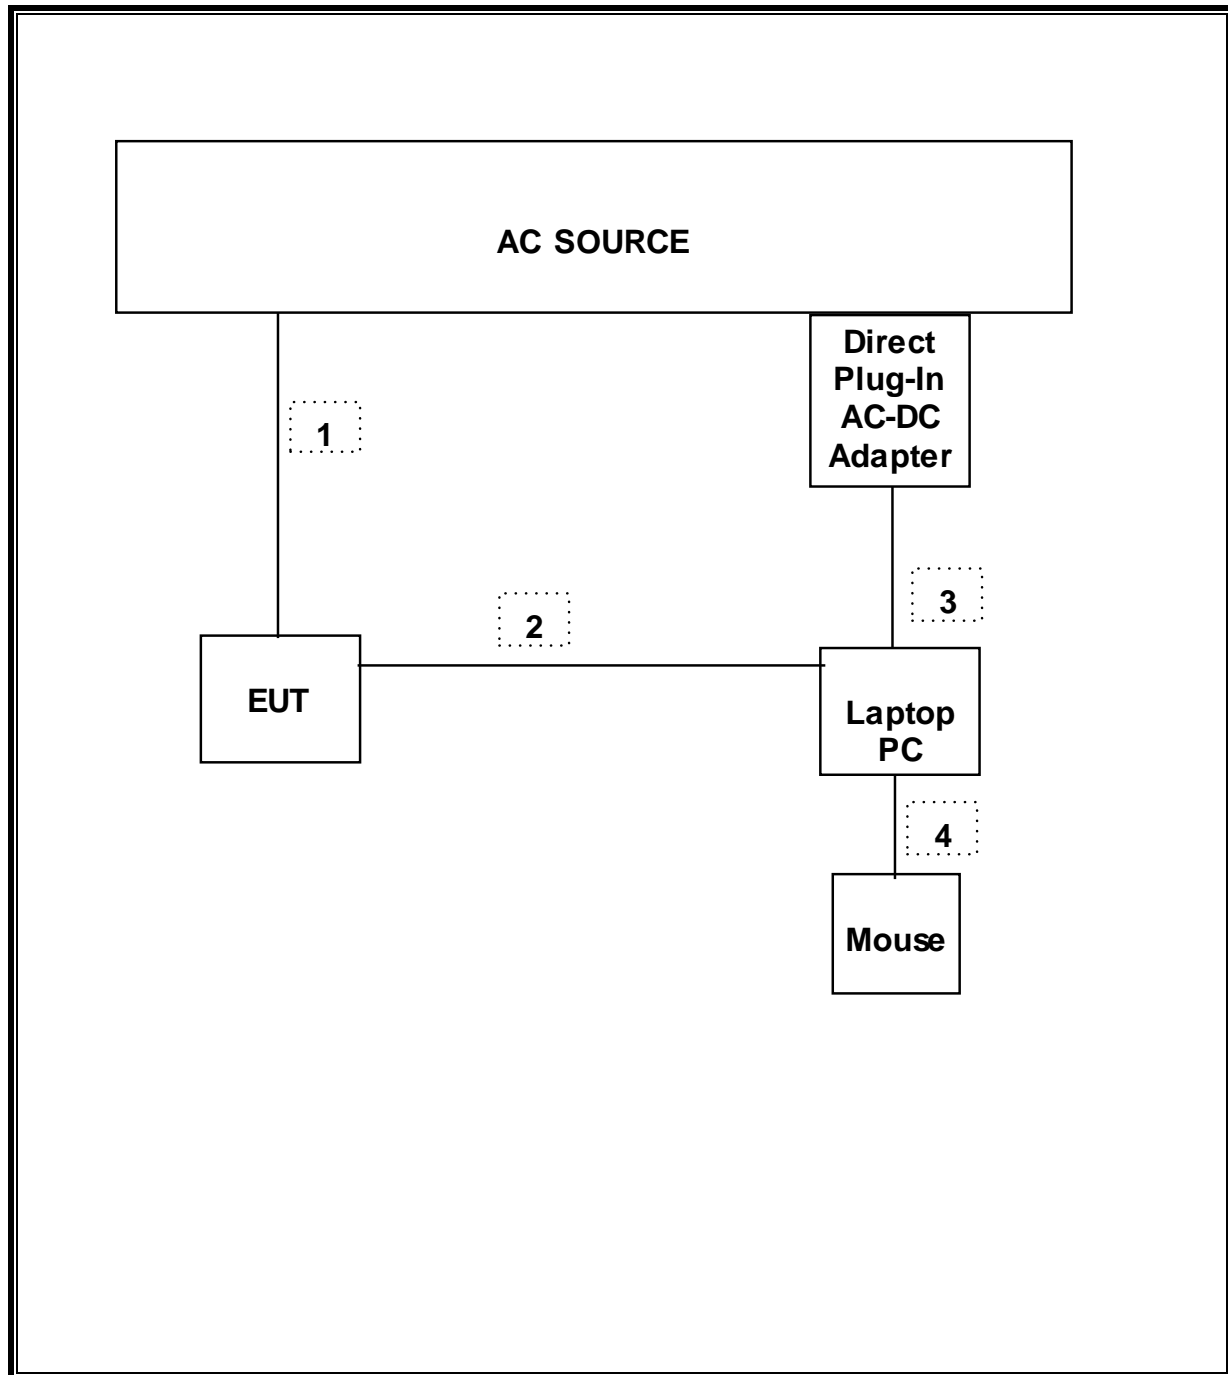 AC SOURCE
Direct
Plug-In
AC-DC
Adapter
1
3
2
EUT
Laptop
PC
4
Mouse